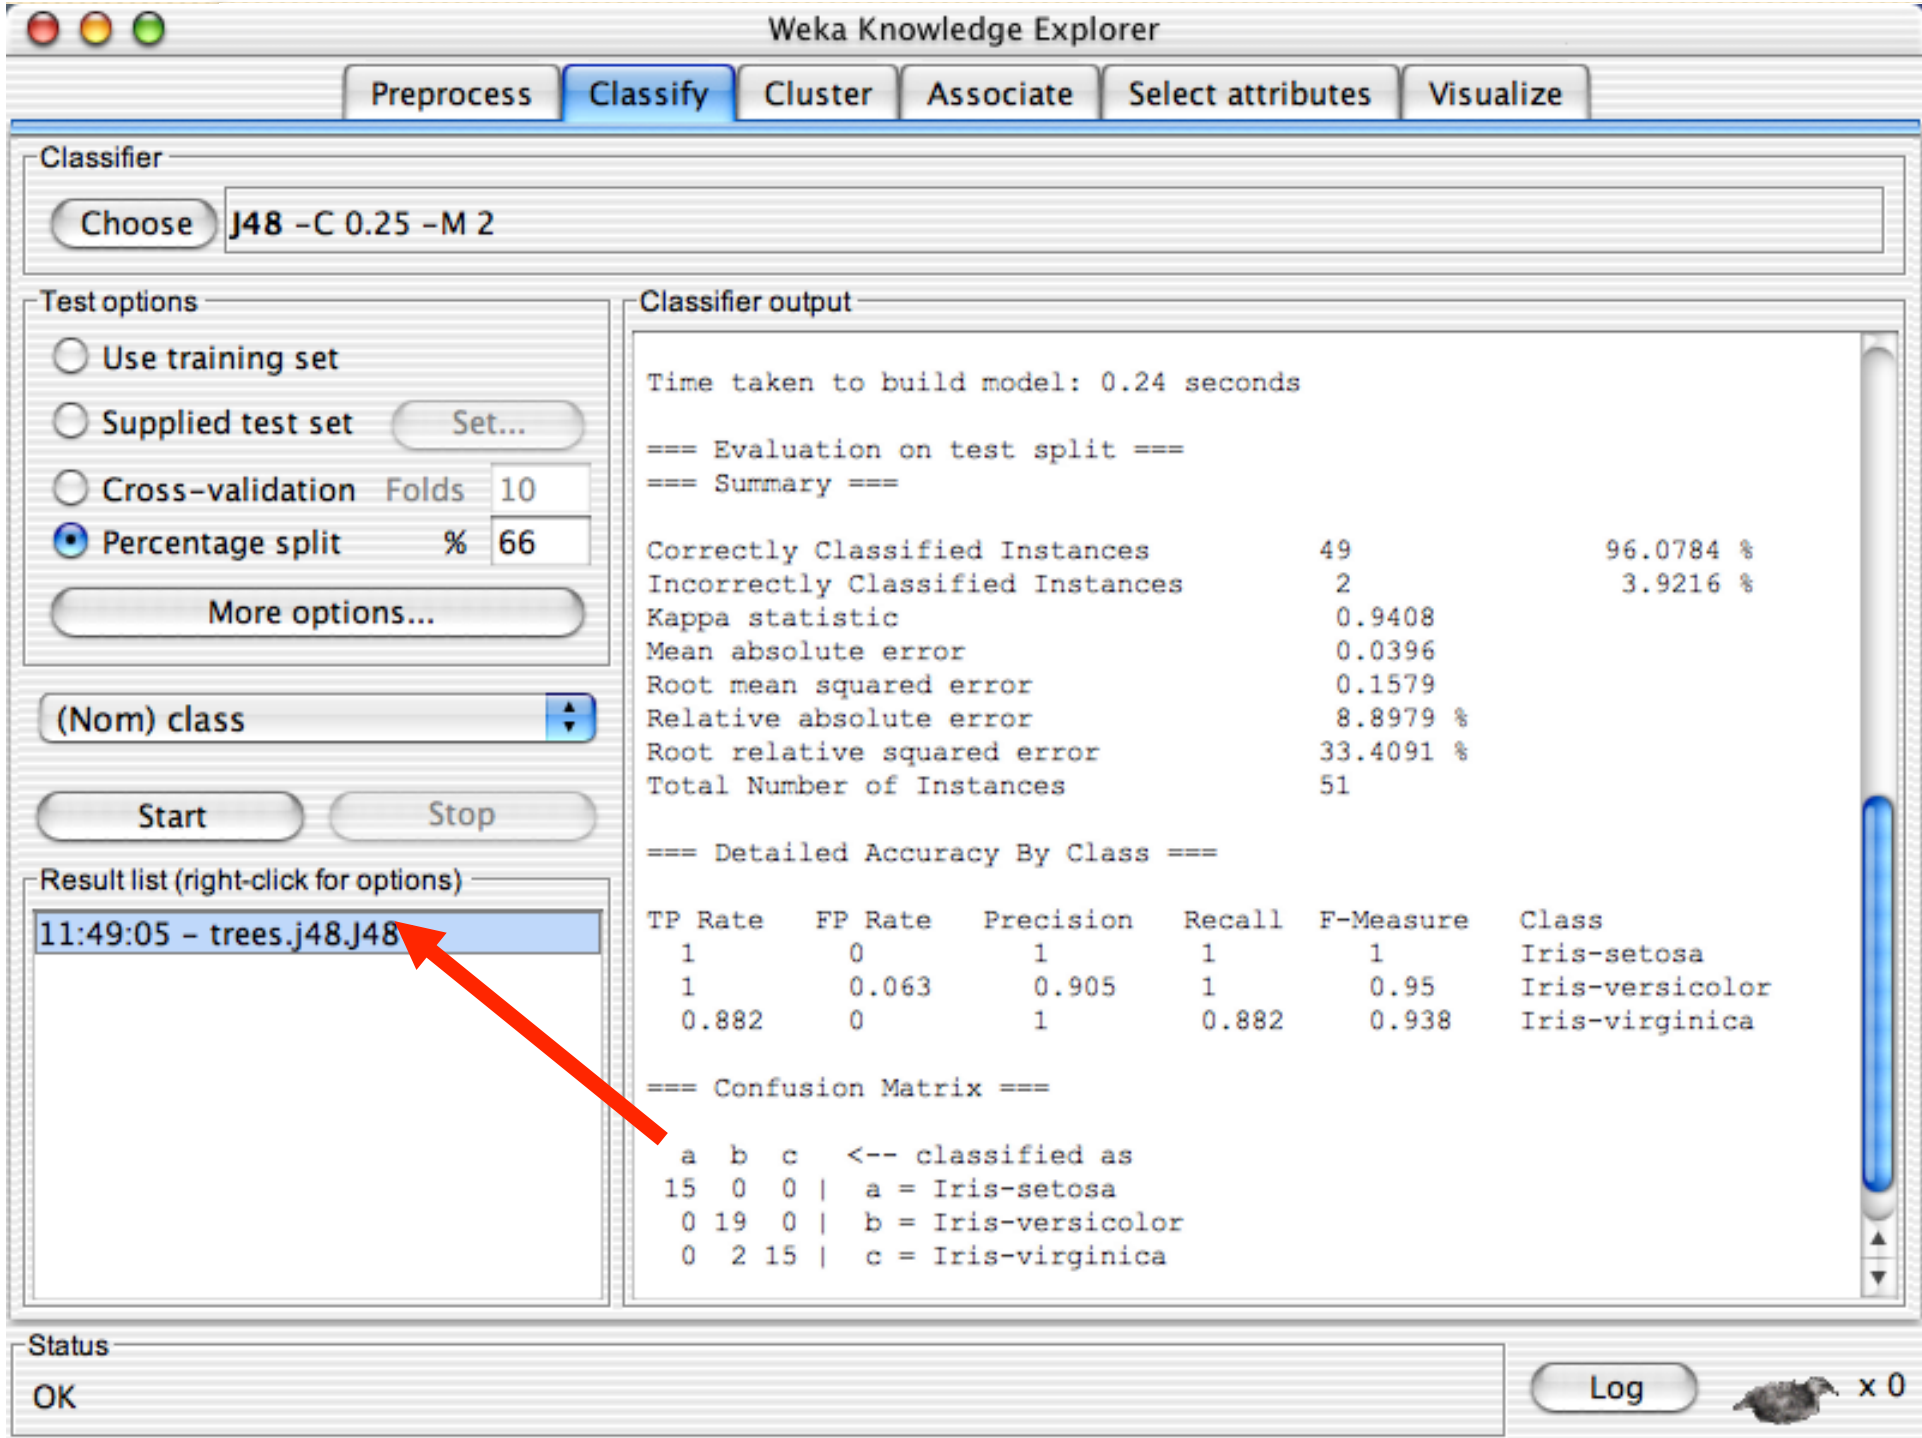 Weka Knowledge Explorer
Preprocess Classify Cluster Associate Select attributes Visualize
Classifier
Choose J48 -C 0.25 -M 2
Test options
Use training set
Supplied test set Set...
Cross-validation Folds 10
Percentage split % 66
More options...
(Nom) class
Start Stop
Result list (right-click for options)
11:49:05 - trees.j48.J48
Classifier output
Time taken to build model: 0.24 seconds
=== Evaluation on test split ===
=== Summary ===
Correctly Classified Instances 49 96.0784 %
Incorrectly Classified Instances 2 3.9216 %
Kappa statistic 0.9408
Mean absolute error 0.0396
Root mean squared error 0.1579
Relative absolute error 8.8979 %
Root relative squared error 33.4091 %
Total Number of Instances 51
=== Detailed Accuracy By Class ===
TP Rate FP Rate Precision Recall F-Measure Class
1 0 1 1 1 Iris-setosa
1 0.063 0.905 1 0.95 Iris-versicolor
0.882 0 1 0.882 0.938 Iris-virginica
=== Confusion Matrix ===
a b c <-- classified as
15 0 0 | a = Iris-setosa
0 19 0 | b = Iris-versicolor
0 2 15 | c = Iris-virginica
Status
OK
Log x 0